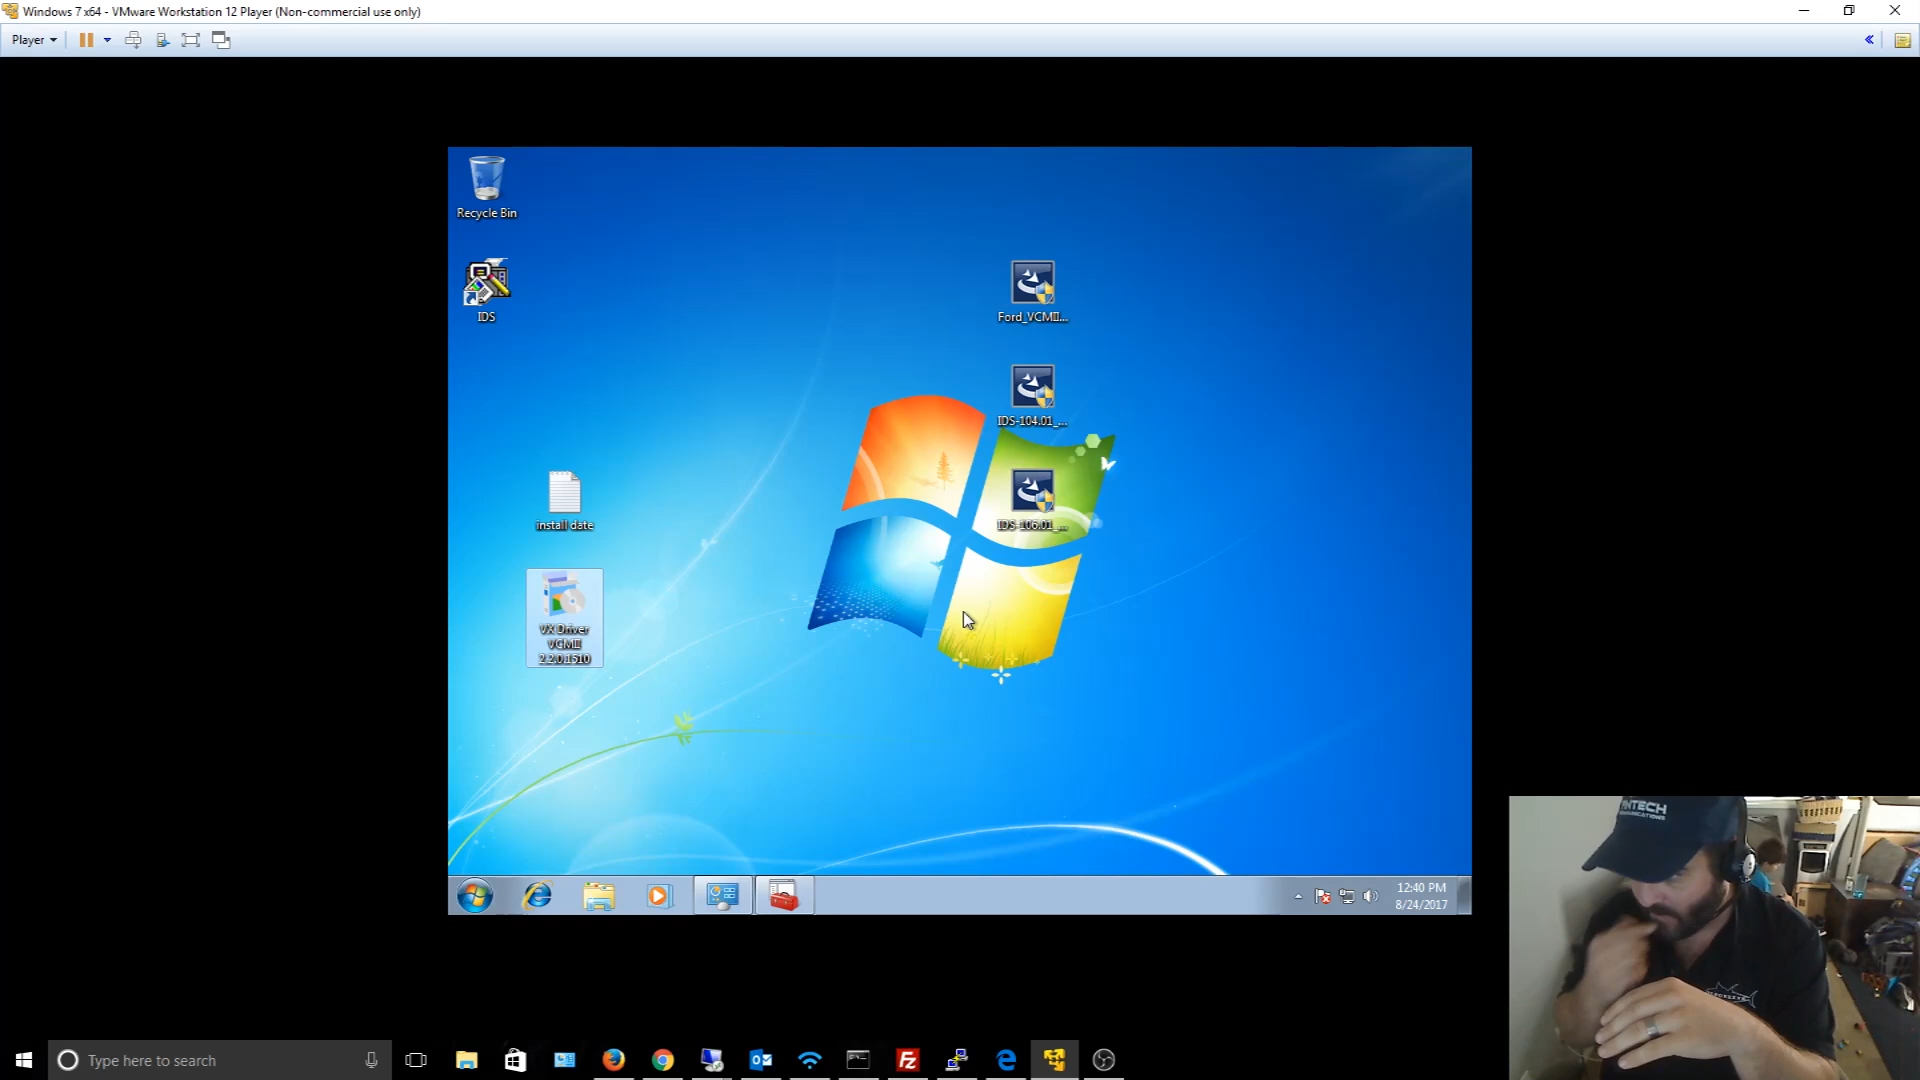 Windows 7 x64 - VMware Workstation 12 Player (Non-commercial use only)
Player
Recycle Bin
IDS
Ford_VCMII...
IDS-104.01_...
install date
IDS-106.01_...
VX Driver
VCMII
2.2.0.1510
12:40 PM
8/24/2017
Type here to search